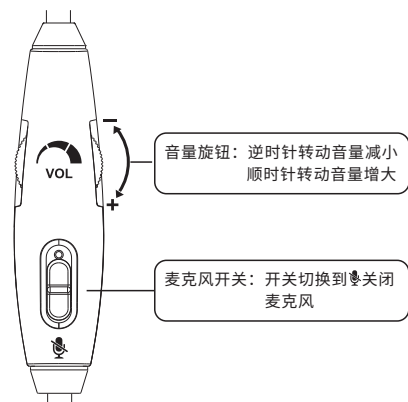 音量旋钮：逆时针转动音量减小
顺时针转动音量增大
VOL
麦克风开关：开关切换到关闭
麦克风